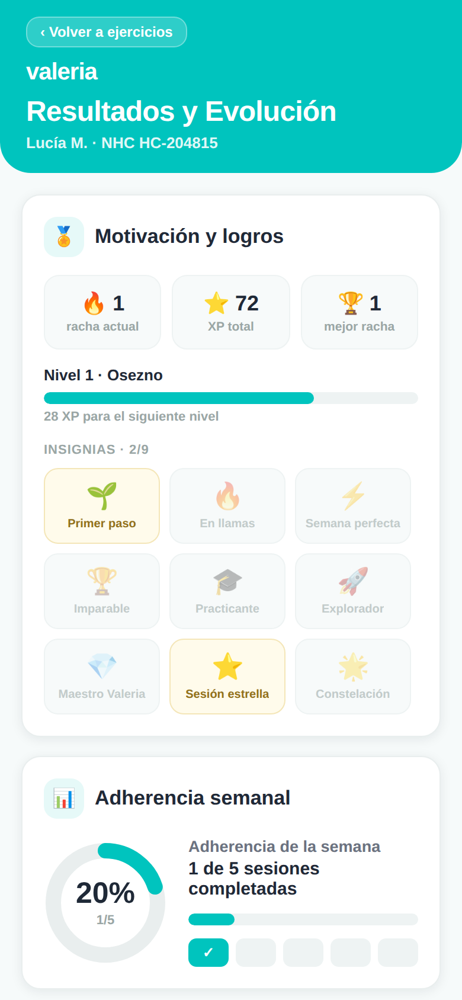 ‹ Volver a ejercicios
valeria
Resultados y Evolución
Lucía M. · NHC HC-204815
Motivación y logros
🔥 1
racha actual
⭐ 72
XP total
🏆 1
mejor racha
Nivel 1 · Osezno
28 XP para el siguiente nivel
INSIGNIAS · 2/9
Primer paso
En llamas
Semana perfecta
Imparable
Practicante
Explorador
Maestro Valeria
Sesión estrella
Constelación
Adherencia semanal
20%
1/5
Adherencia de la semana
1 de 5 sesiones
completadas
✓